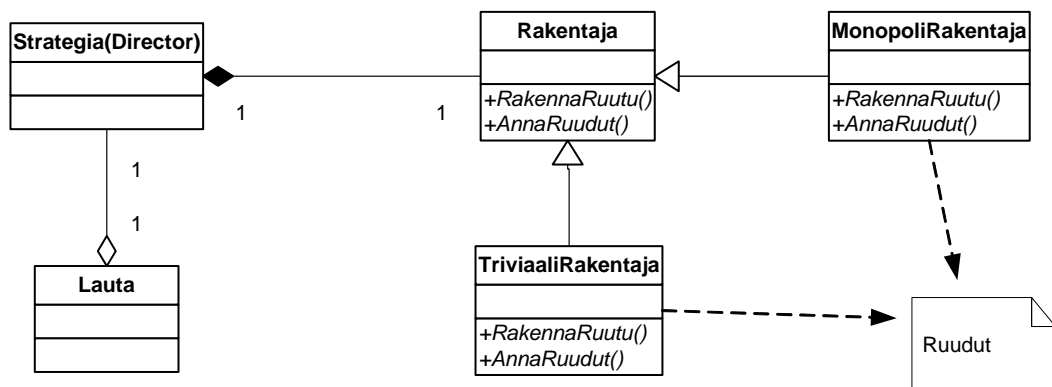 Strategia(Director)
1
1
Rakentaja
+RakennaRuutu()
+AnnaRuudut()
MonopoliRakentaja
+RakennaRuutu()
+AnnaRuudut()
1
1
Lauta
TriviaaliRakentaja
+RakennaRuutu()
+AnnaRuudut()
Ruudut